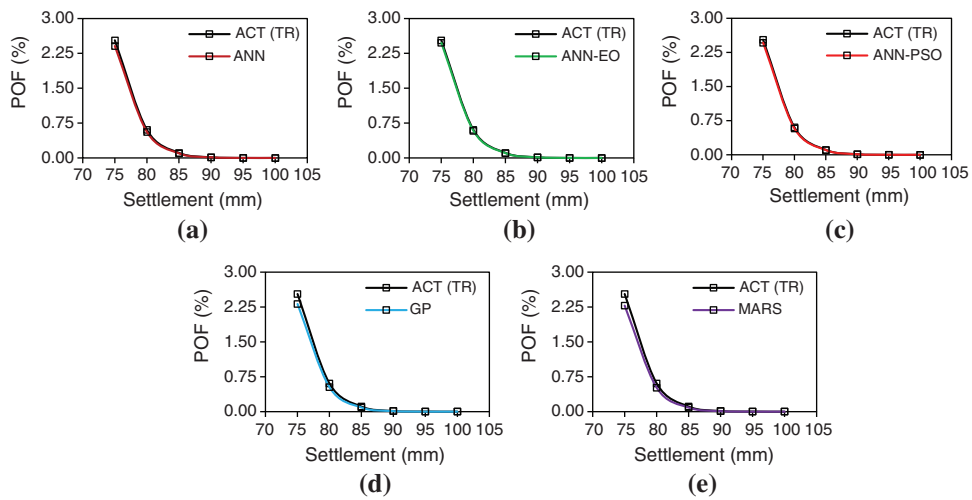 3.00
2.25
1.50
0.75
0.00
POF (%)
ACT (TR)
ANN
70 75 80 85 90 95 100 105
Settlement (mm)
(a)
3.00
2.25
1.50
0.75
0.00
POF (%)
ACT (TR)
ANN-EO
70 75 80 85 90 95 100 105
Settlement (mm)
(b)
3.00
2.25
1.50
0.75
0.00
POF (%)
ACT (TR)
ANN-PSO
70 75 80 85 90 95 100 105
Settlement (mm)
(c)
3.00
2.25
1.50
0.75
0.00
POF (%)
ACT (TR)
GP
70 75 80 85 90 95 100 105
Settlement (mm)
(d)
3.00
2.25
1.50
0.75
0.00
POF (%)
ACT (TR)
MARS
70 75 80 85 90 95 100 105
Settlement (mm)
(e)